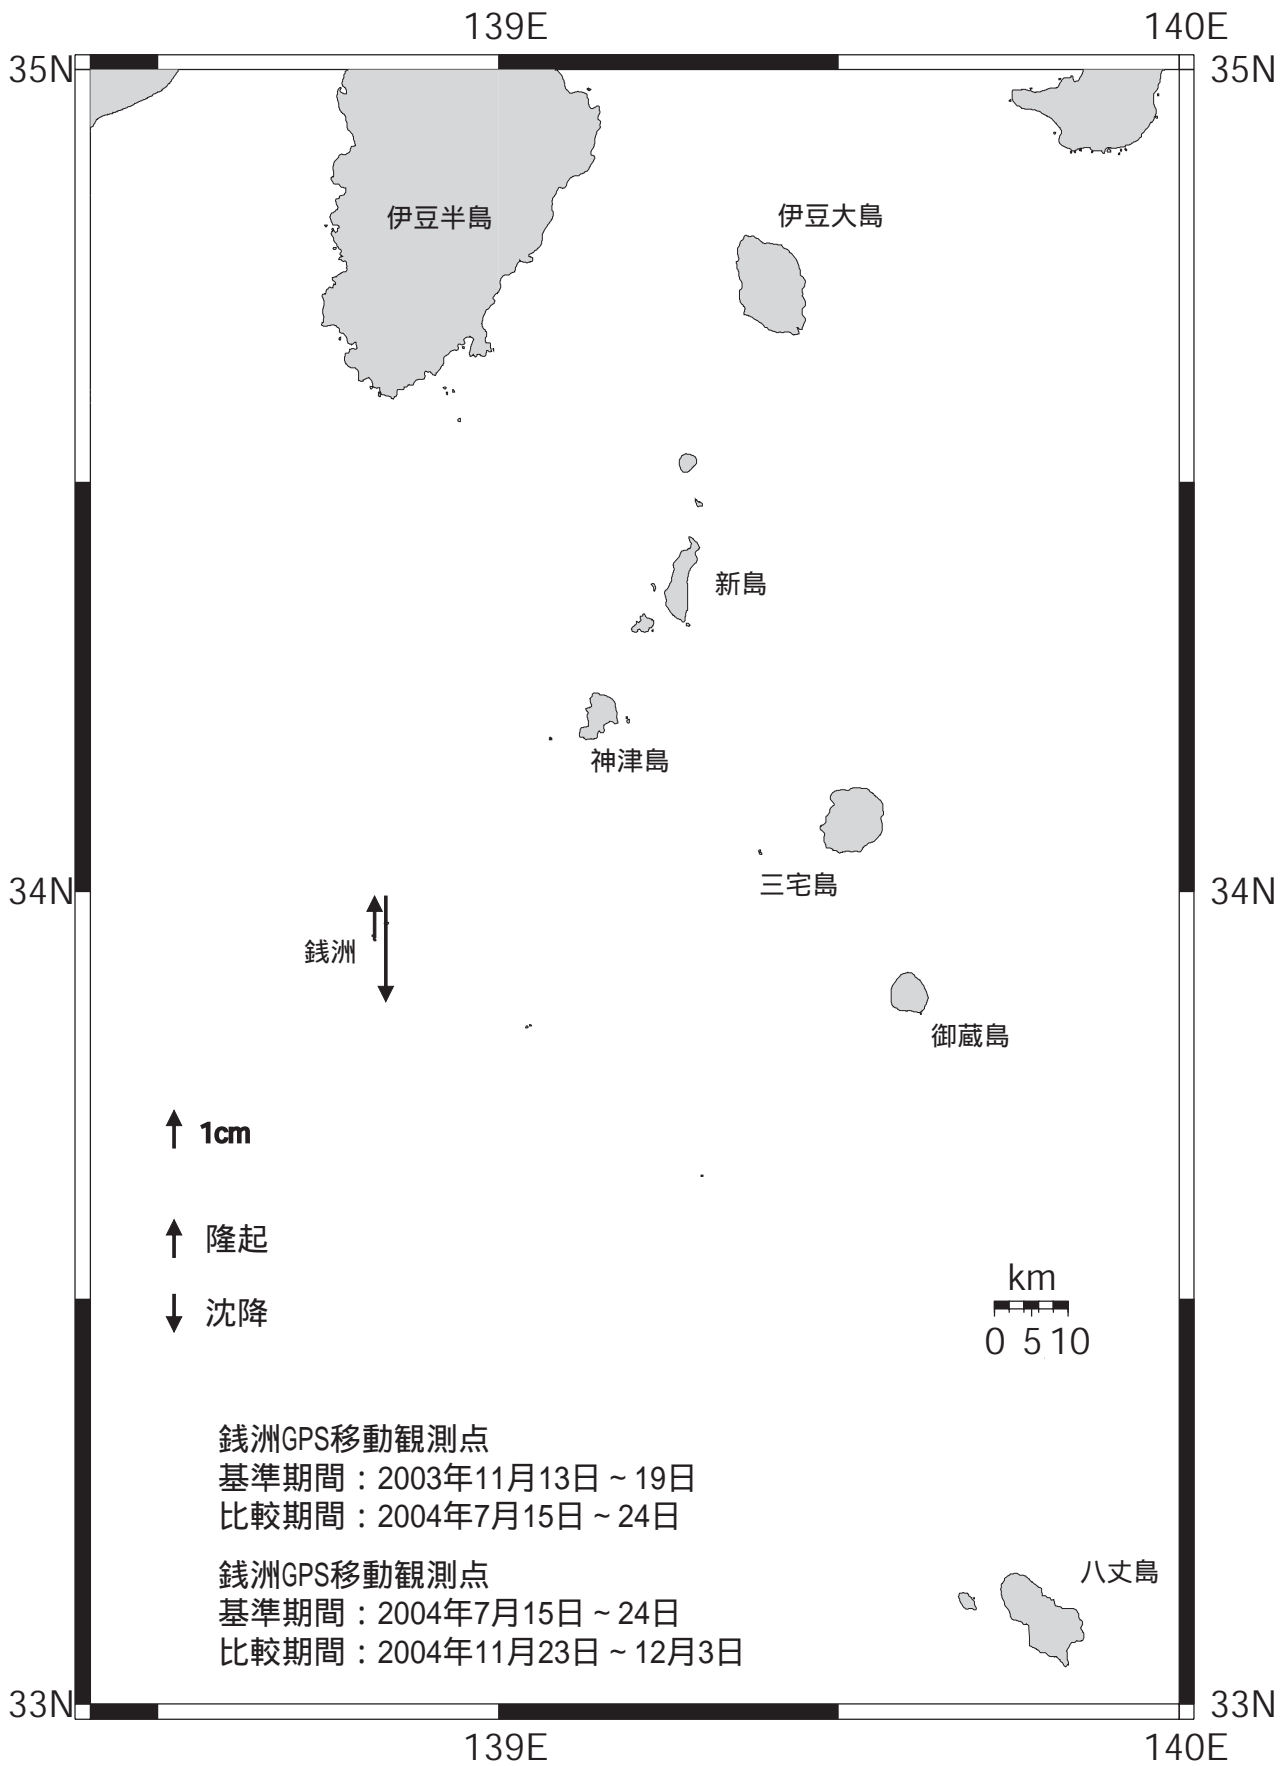 139E 140E
35N 35N
伊豆半島
伊豆大島
新島
神津島
三宅島
34N 34N
銭洲
御蔵島
1cm
隆起
km
沈降
0 5 10
銭洲GPS移動観測点
基準期間：2003年11月13日～19日
比較期間：2004年7月15日～24日
銭洲GPS移動観測点
基準期間：2004年7月15日～24日
比較期間：2004年11月23日～12月3日
八丈島
33N 33N
139E 140E